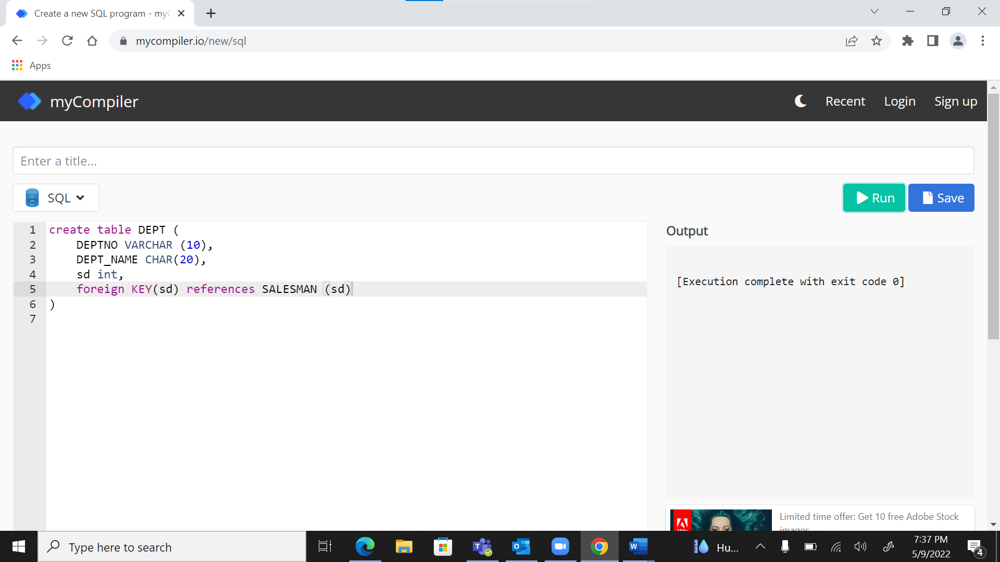 Create a new SQL program - my
mycompiler.io/new/sql
Apps
myCompiler
Recent
Login
Sign up
Enter a title...
SQL
Run
Save
1 create table DEPT (
2 DEPTNO VARCHAR (10),
3 DEPT_NAME CHAR(20),
4 sd int,
5 foreign KEY(sd) references SALESMAN (sd)
6 )
7
Output
[Execution complete with exit code 0]
Limited time offer: Get 10 free Adobe Stock
images
Type here to search
Hu...
7:37 PM
5/9/2022
4